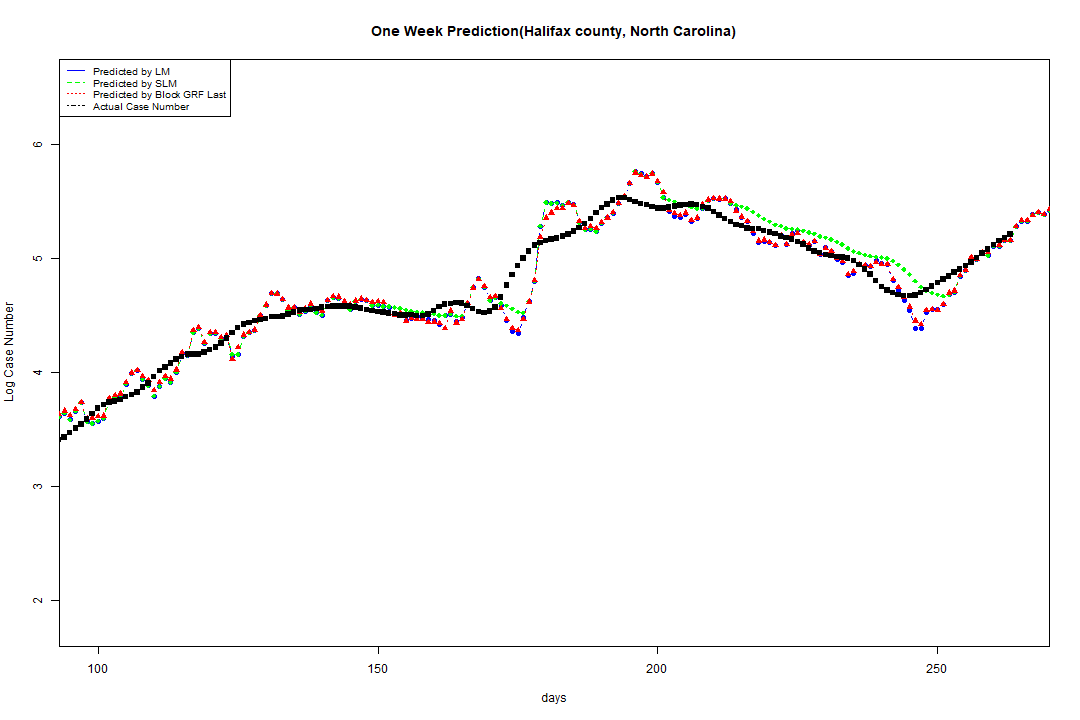 One Week Prediction(Halifax county, North Carolina)
Predicted by LM
Predicted by SLM
Predicted by Block GRF Last
Actual Case Number
6
5
4
3
2
Log Case Number
100
150
200
250
days